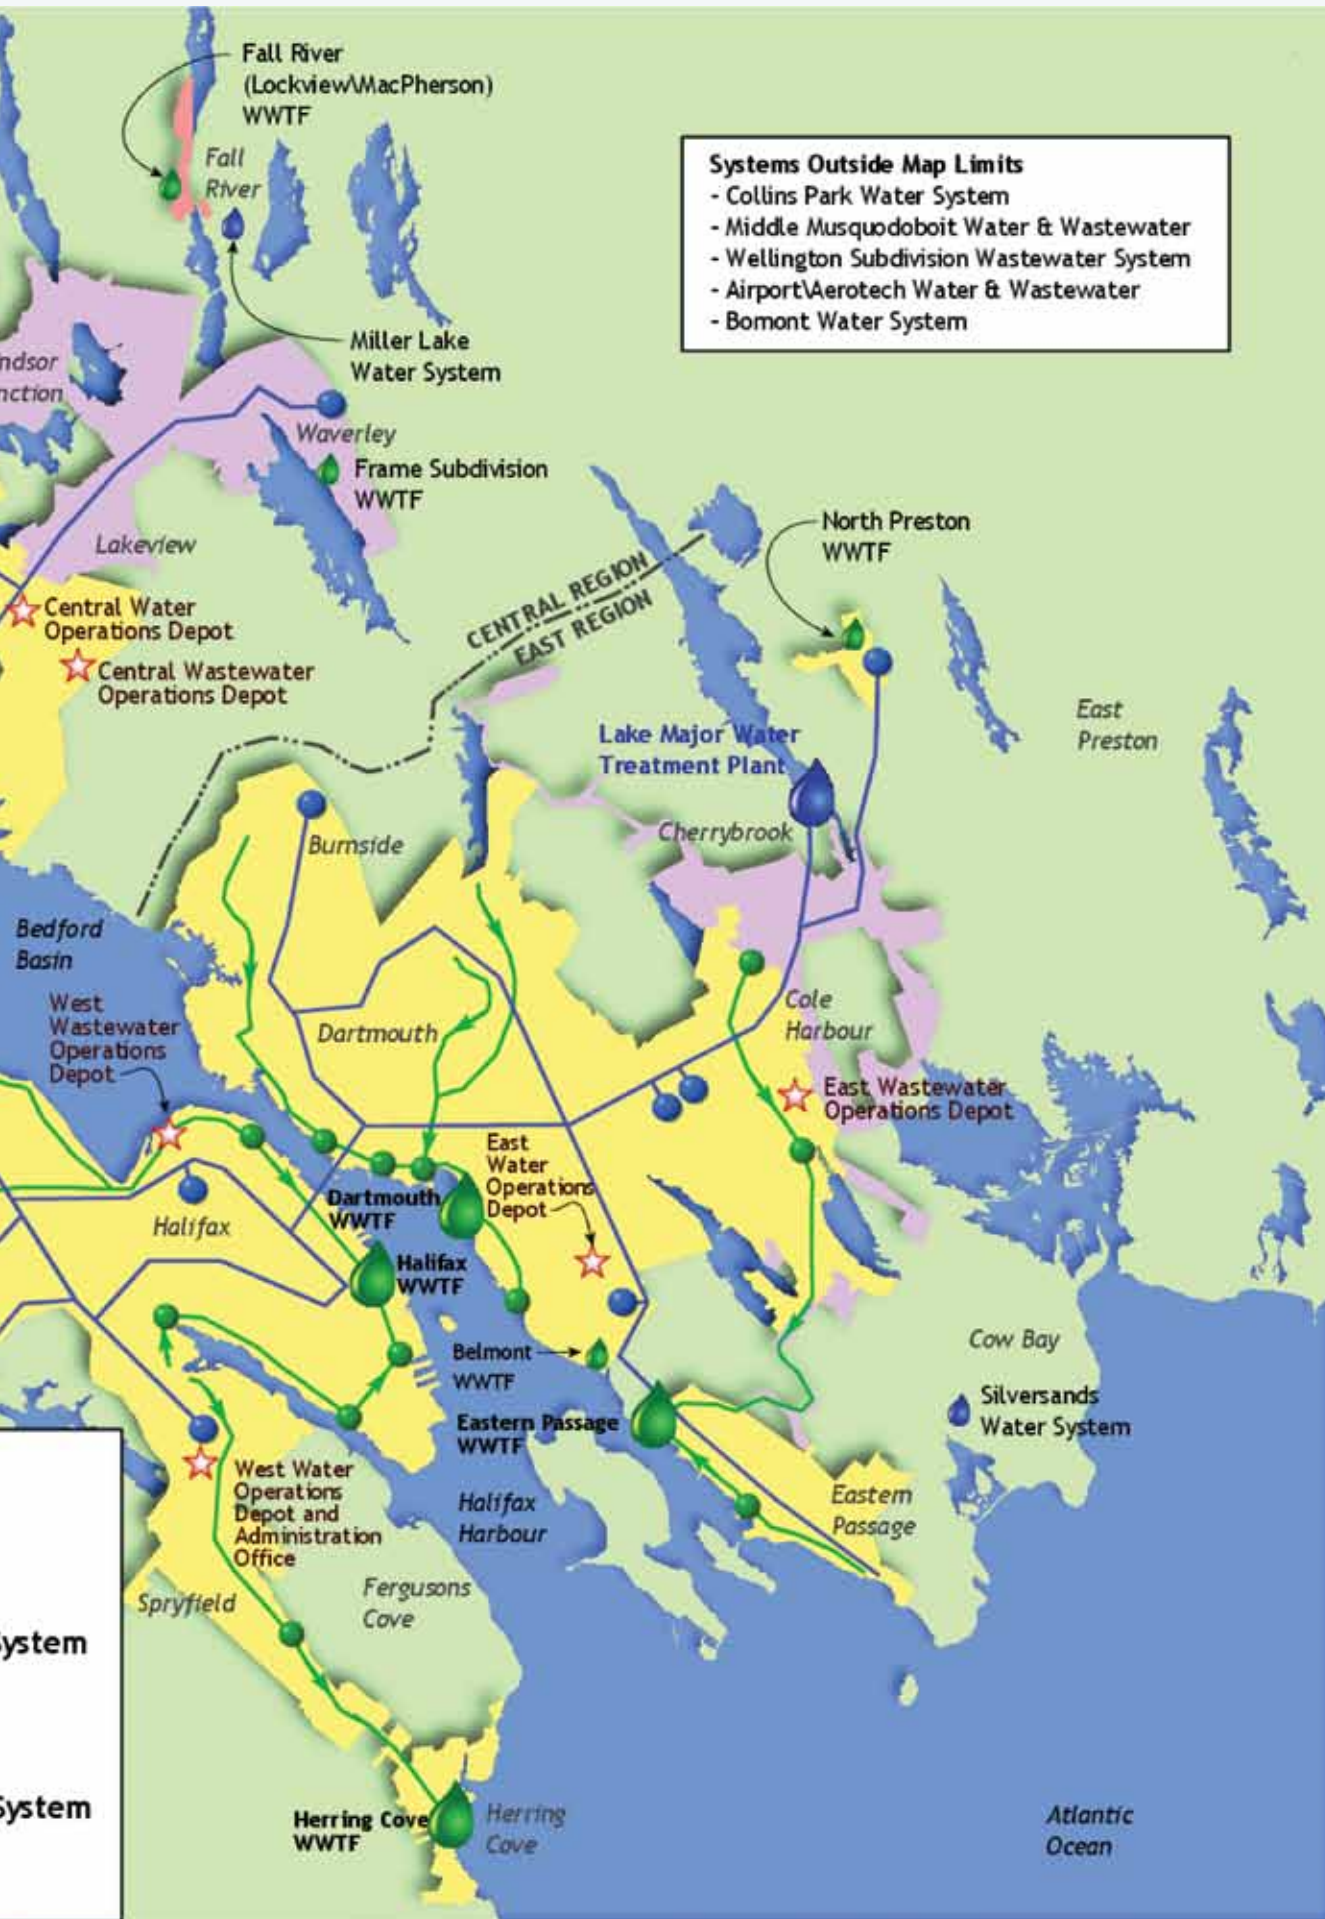 Fall River
(Lockview\MacPherson)
WWTF
Fall
River
Systems Outside Map Limits
- Collins Park Water System
- Middle Musquodoboit Water & Wastewater
- Wellington Subdivision Wastewater System
- Airport\Aerotech Water & Wastewater
- Bomont Water System
Miller Lake
Water System
ndsor
nction
Waverley
Frame Subdivision
WWTF
Lakeview
North Preston
WWTF
CENTRAL REGION
EAST REGION
Central Water
Operations Depot
Central Wastewater
Operations Depot
East
Preston
Lake Major Water
Treatment Plant
Cherrybrook
Burnside
Bedford
Basin
West
Wastewater
Operations
Depot
Dartmouth
Cole
Harbour
East Wastewater
Operations Depot
East
Water
Operations
Depot
Dartmouth
WWTF
Halifax
Halifax
WWTF
Belmont
WWTF
Cow Bay
Silversands
Water System
Eastern Passage
WWTF
West Water
Operations
Depot and
Administration
Office
Halifax
Harbour
Eastern
Passage
Spryfield
Fergusons
Cove
System
System
Herring Cove
WWTF
Herring
Cove
Atlantic
Ocean